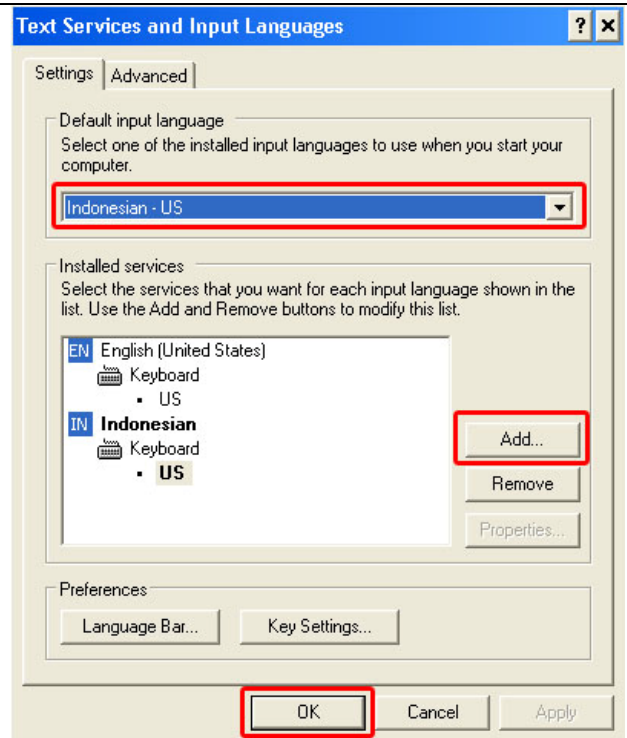 Text Services and Input Languages
Settings
Advanced
Default input language
Select one of the installed input languages to use when you start your
computer.
Indonesian - US
Installed services
Select the services that you want for each input language shown in the
list. Use the Add and Remove buttons to modify this list.
EN English (United States)
Keyboard
• US
IN Indonesian
Keyboard
• US
Add...
Remove
Properties...
Preferences
Language Bar...
Key Settings...
OK
Cancel
Apply